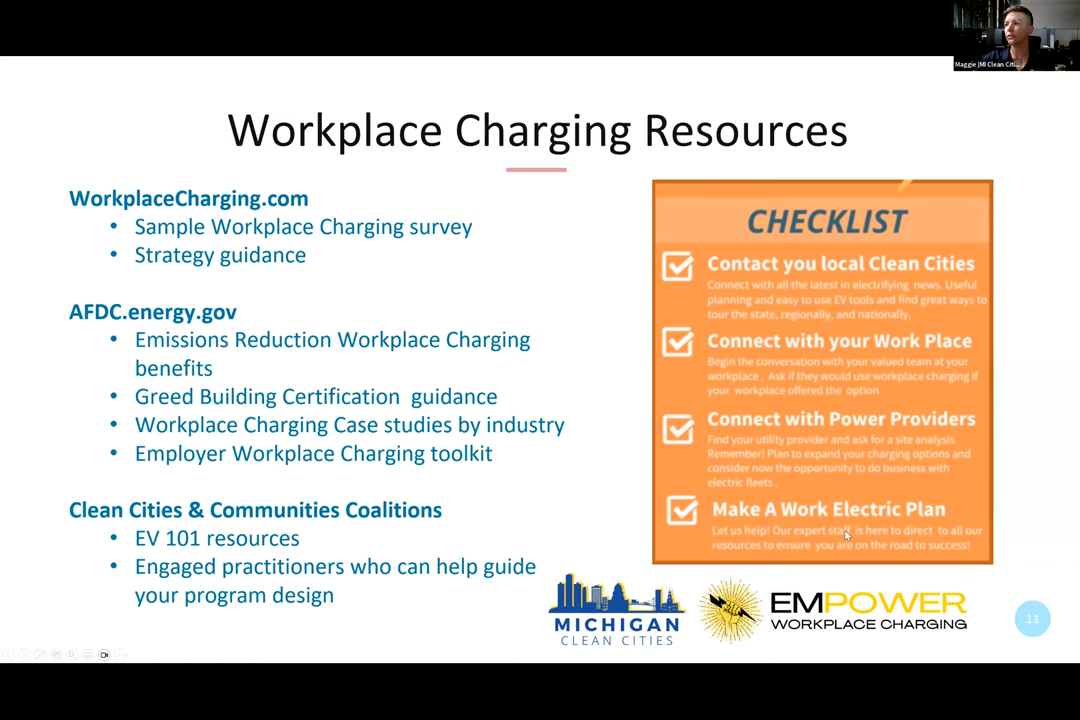 Maggie |MI Clean Citi...
Workplace Charging Resources
WorkplaceCharging.com
• Sample Workplace Charging survey
• Strategy guidance
AFDC.energy.gov
• Emissions Reduction Workplace Charging
benefits
• Greed Building Certification guidance
• Workplace Charging Case studies by industry
• Employer Workplace Charging toolkit
Clean Cities & Communities Coalitions
• EV 101 resources
• Engaged practitioners who can help guide
your program design
CHECKLIST
Contact you local Clean Cities
Connect with all the latest in electrifying news. Useful
planning and easy to use EV tools and find great ways to
tour the state, regionally, and nationally.
Connect with your Work Place
Begin the conversation with your valued team at your
workplace . Ask if they would use workplace charging if
your workplace offered the option
Connect with Power Providers
Find your utility provider and ask for a site analysis.
Remember! Plan to expand your charging options and
consider now the opportunity to do business with
electric fleets .
Make A Work Electric Plan
Let us help! Our expert staff is here to direct to all our
resources to ensure you are on the road to success!
MICHIGAN
CLEAN CITIES
EMPOWER
WORKPLACE CHARGING
11